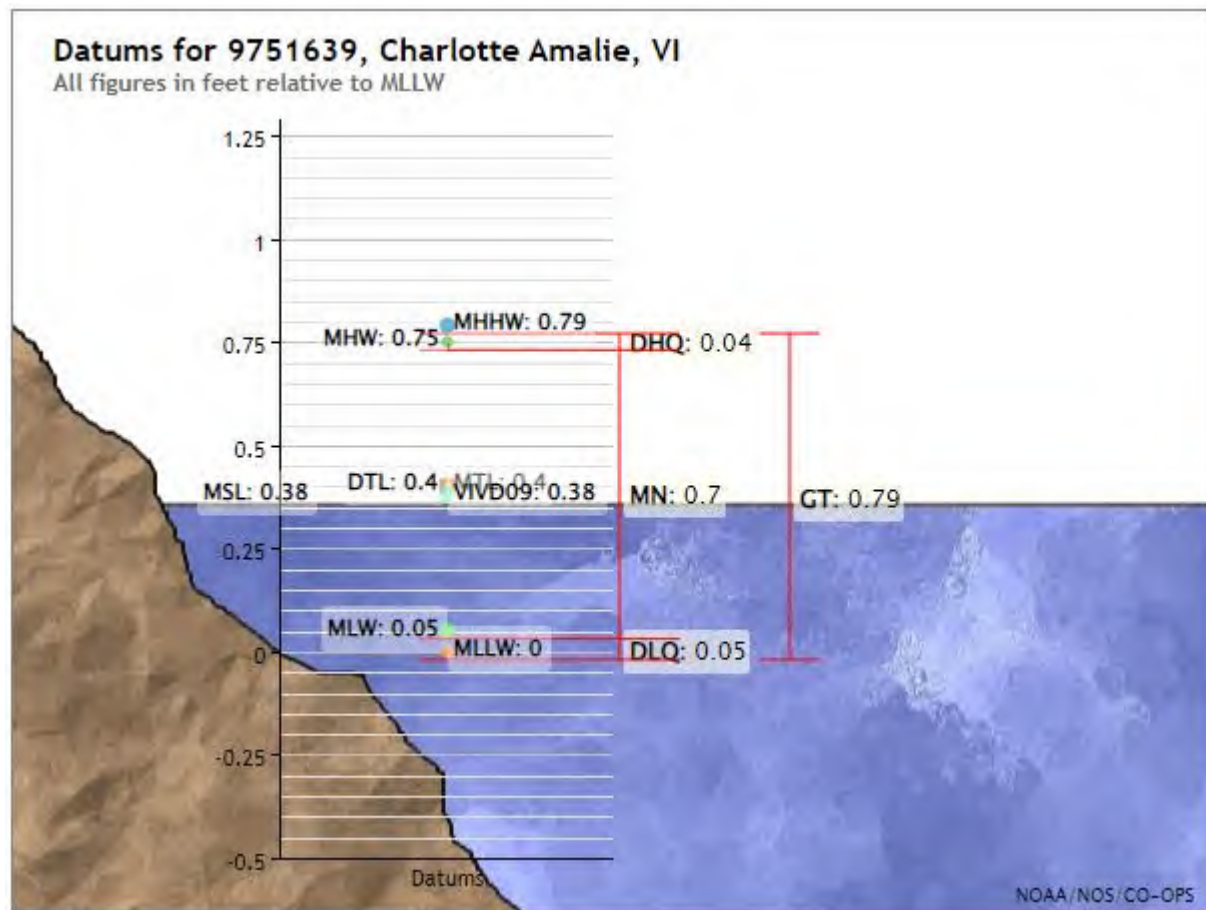 Datums for 9751639, Charlotte Amalie, VI
All figures in feet relative to MLLW
1.25
1
MHHW: 0.79
MHW: 0.75
0.75
DHQ: 0.04
0.5
DTL: 0.4
MTL: 0.4
MSL: 0.38
VIVD09: 0.38
MN: 0.7
GT: 0.79
0.25
MLW: 0.05
0
MLLW: 0
DLQ: 0.05
-0.25
-0.5
Datums
NOAA/NOS/CO-OPS